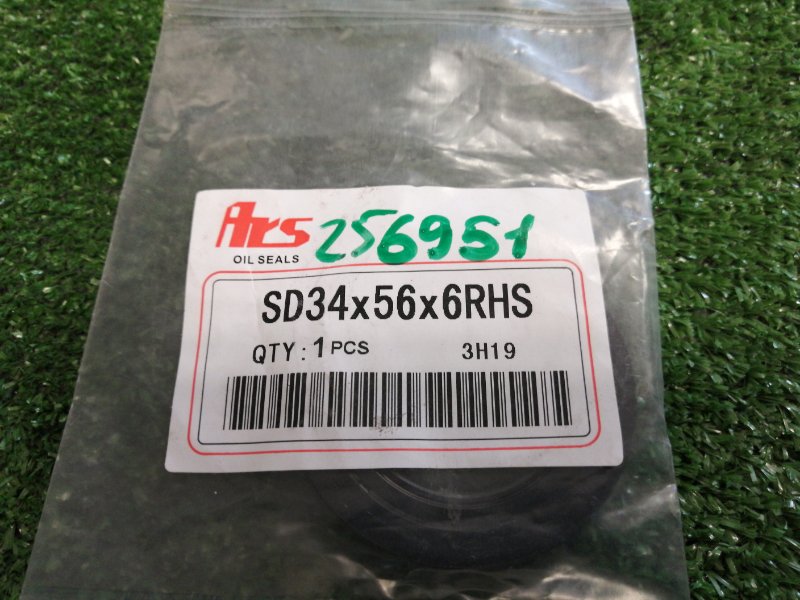 Ars 256951
OIL SEALS
SD34x56x6RHS
QTY: 1 PCS 3H19